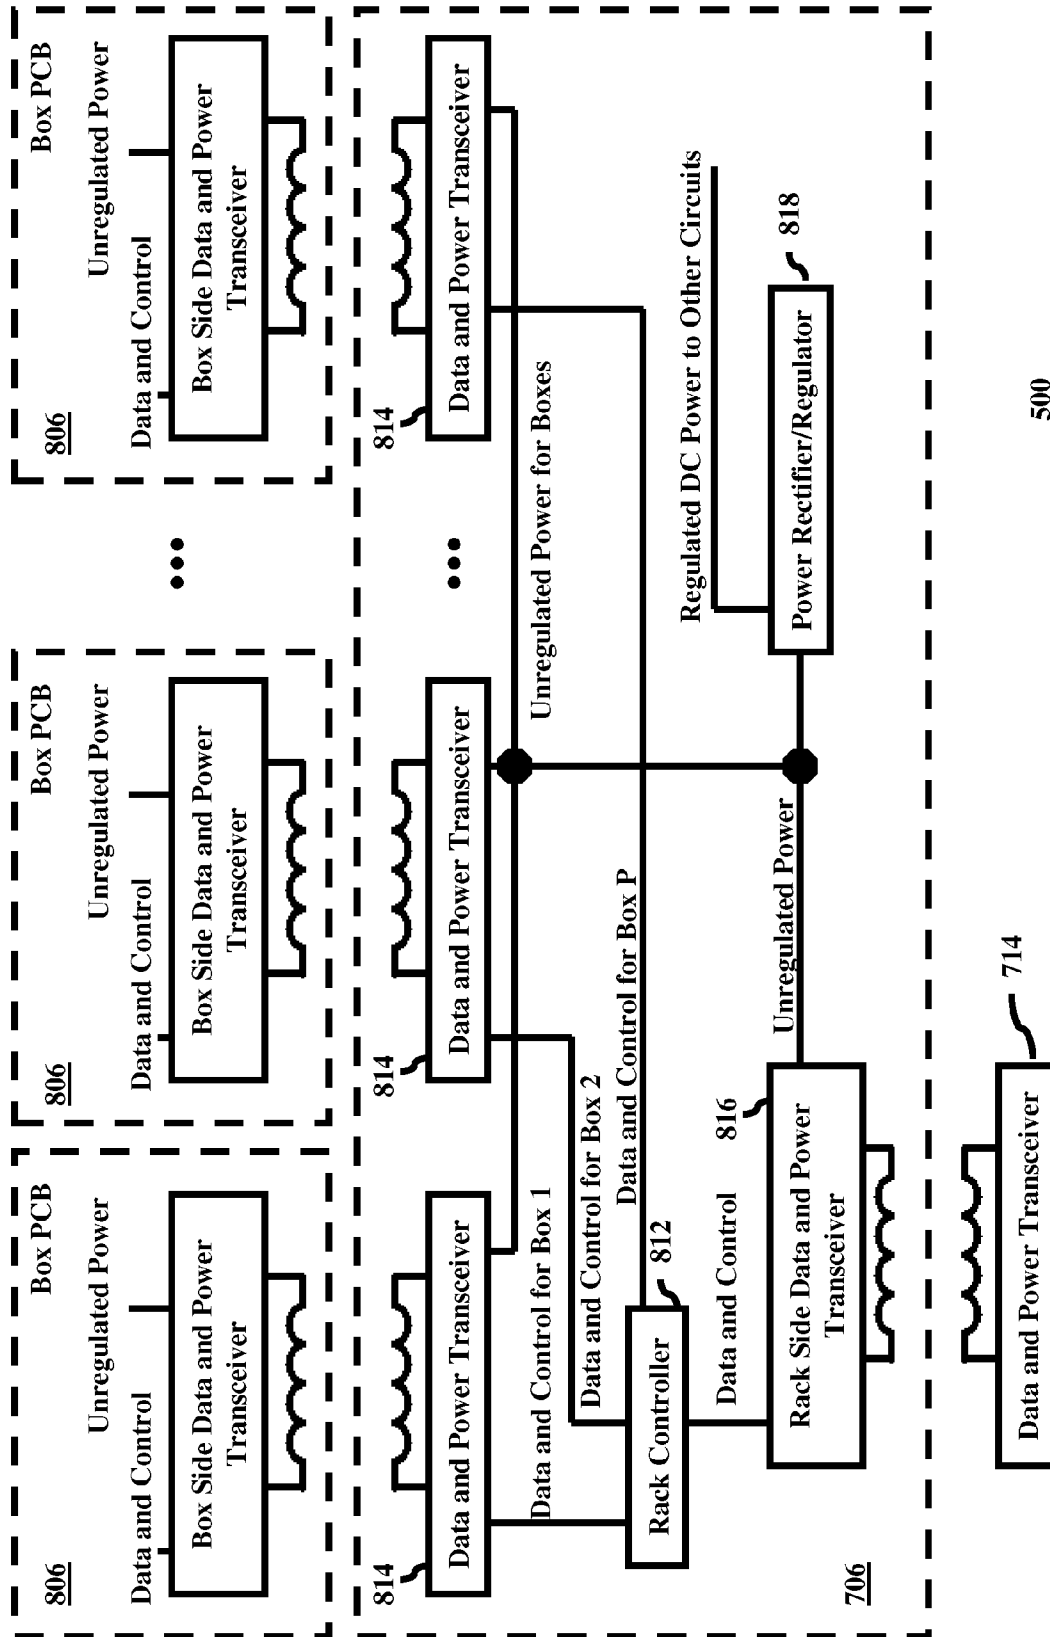 Box PCB
Unregulated Power
Data and Control
Box Side Data and Power
Transceiver
806
Box PCB
Unregulated Power
Data and Control
Box Side Data and Power
Transceiver
806
Box PCB
Unregulated Power
Data and Control
Box Side Data and Power
Transceiver
806
•••
•••
814
Data and Power Transceiver
814
Data and Power Transceiver
814
Data and Power Transceiver
Data and Control for Box 1
Unregulated Power for Boxes
Data and Control for Box 2
Data and Control for Box P
Rack Controller
812
Regulated DC Power to Other Circuits
Data and Control
816
Unregulated Power
818
Rack Side Data and Power
Transceiver
Power Rectifier/Regulator
706
Data and Power Transceiver
714
500